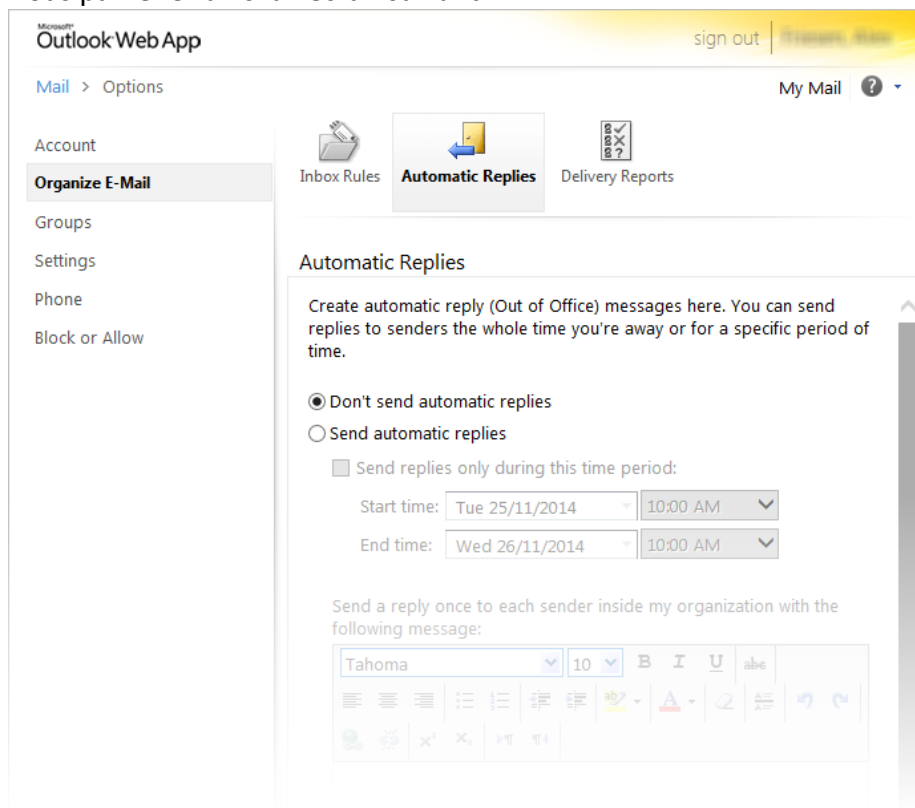 Microsoft
Outlook Web App
sign out
Mail > Options
My Mail
Account
Organize E-Mail
Groups
Settings
Phone
Block or Allow
Inbox Rules
Automatic Replies
Delivery Reports
Automatic Replies
Create automatic reply (Out of Office) messages here. You can send
replies to senders the whole time you're away or for a specific period of
time.
Don't send automatic replies
Send automatic replies
Send replies only during this time period:
Start time: Tue 25/11/2014 10:00 AM
End time: Wed 26/11/2014 10:00 AM
Send a reply once to each sender inside my organization with the
following message:
Tahoma 10 B I U abc